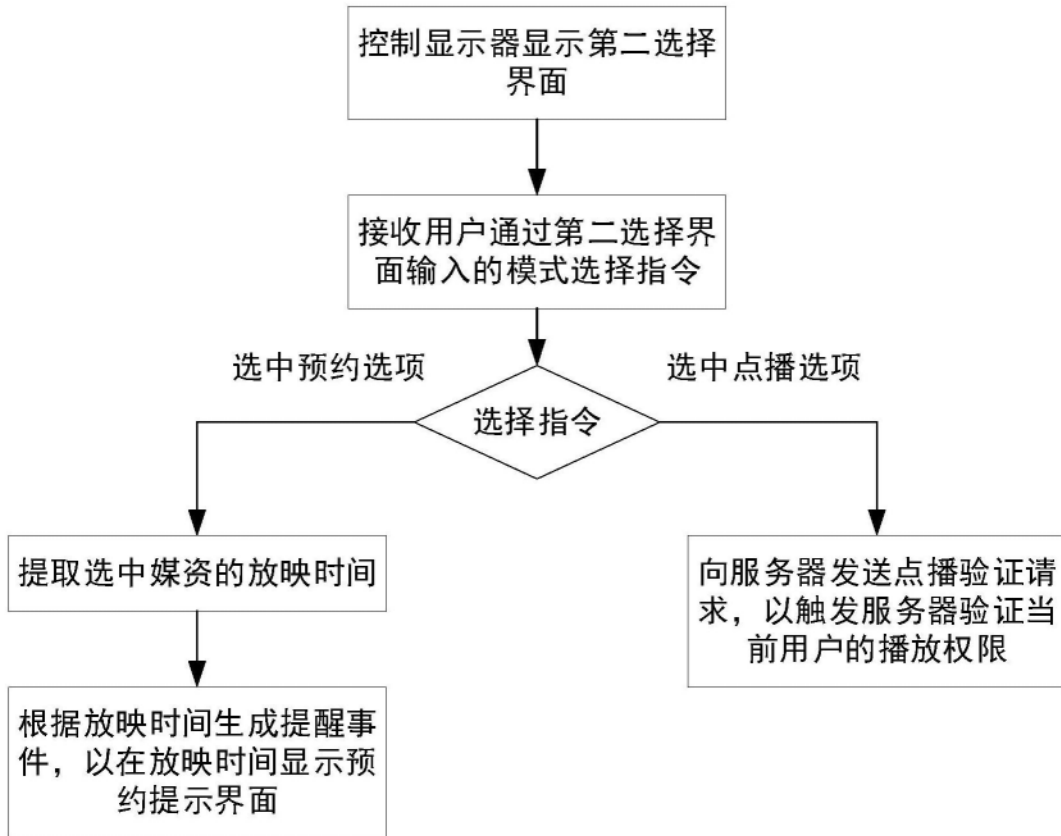 控制显示器显示第二选择
界面
接收用户通过第二选择界
面输入的模式选择指令
选中预约选项
选中点播选项
选择指令
提取选中媒资的放映时间
向服务器发送点播验证请
求，以触发服务器验证当
前用户的播放权限
根据放映时间生成提醒事
件，以在放映时间显示预
约提示界面